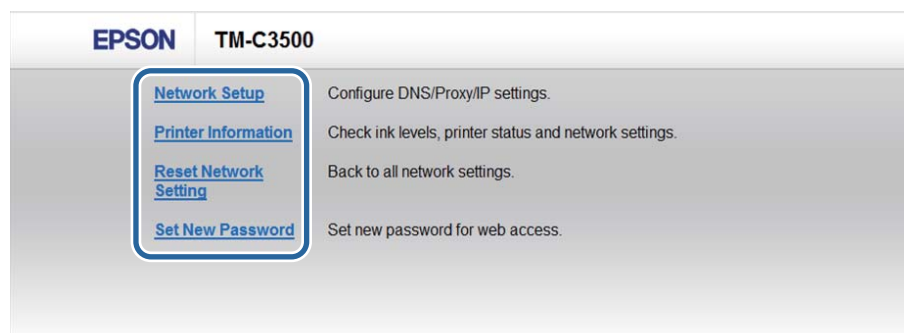 EPSON TM-C3500
Network Setup Configure DNS/Proxy/IP settings.
Printer Information Check ink levels, printer status and network settings.
Reset Network Back to all network settings.
Setting
Set New Password Set new password for web access.